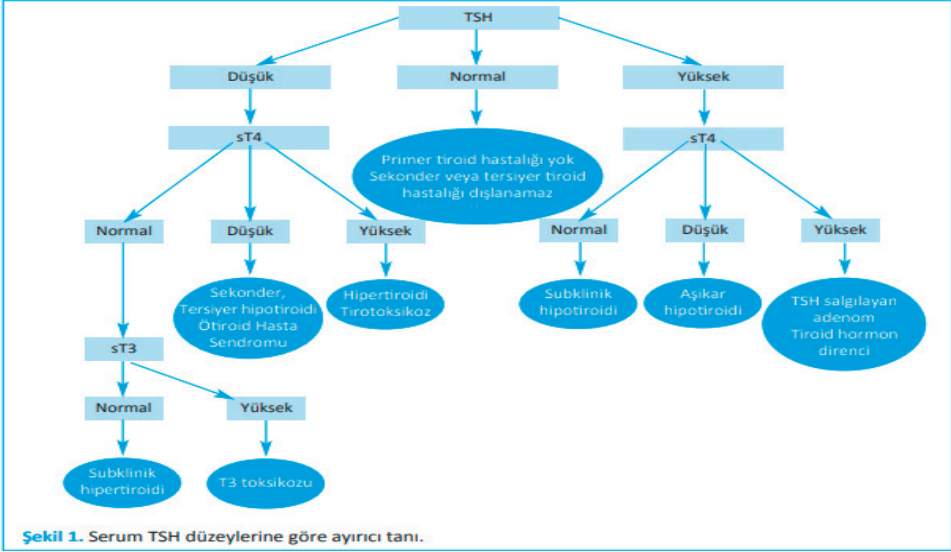 TSH
Düşük
Normal
Yüksek
sT4
sT4
Primer tiroid hastalığı yok
Sekonder veya tersiyer tiroid
hastalığı dışlanamaz
Normal
Düşük
Yüksek
Normal
Düşük
Yüksek
Sekonder,
Tersiyer hipotiroidi
Ötiroid Hasta
Sendromu
Hipertiroidi
Tirotoksikoz
Subklinik
hipotiroidi
Aşikar
hipotiroidi
TSH salgılayan
adenom
Tiroid hormon
direnci
sT3
Normal
Yüksek
Subklinik
hipertiroidi
T3 toksikozu
Şekil 1. Serum TSH düzeylerine göre ayırıcı tanı.